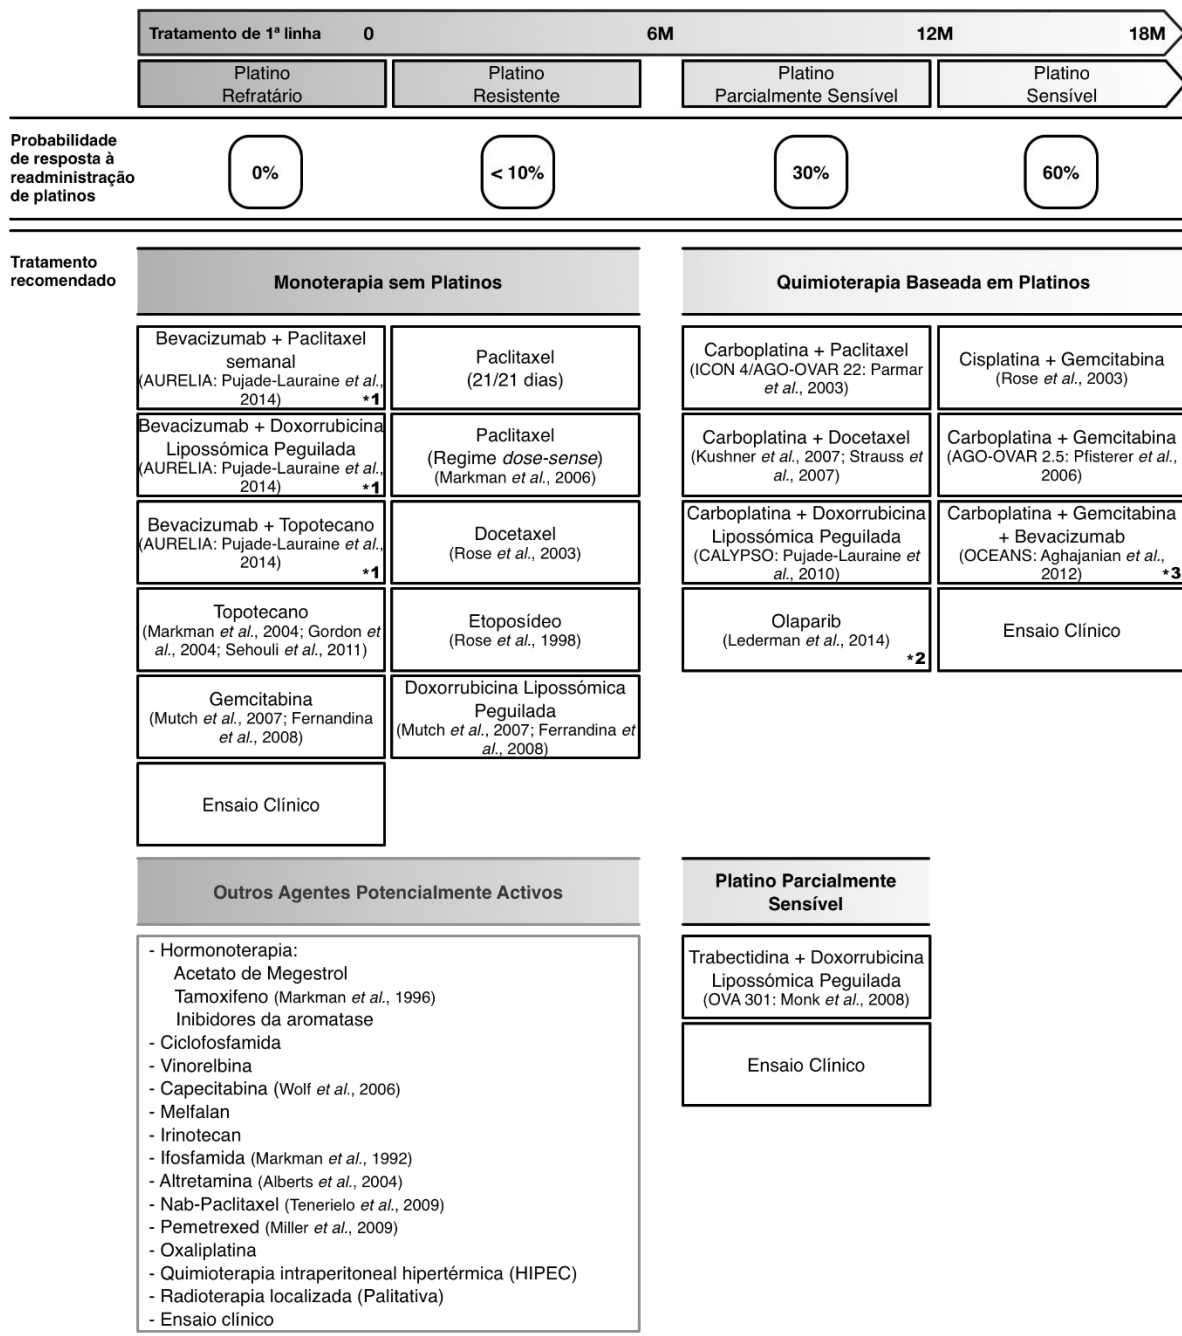 Tratamento de 1ª linha 0 6M 12M 18M
Platino
Refratário
Platino
Resistente
Platino
Parcialmente Sensível
Platino
Sensível
Probabilidade
de resposta à
readministração
de platinos
0%
< 10%
30%
60%
Tratamento
recomendado
Monoterapia sem Platinos
Bevacizumab + Paclitaxel
semanal
(AURELIA: Pujade-Lauraine et al.,
2014) *1
Paclitaxel
(21/21 dias)
Bevacizumab + Doxorrubicina
Lipossómica Peguilada
(AURELIA: Pujade-Lauraine et al.,
2014) *1
Paclitaxel
(Regime dose-sense)
(Markman et al., 2006)
Bevacizumab + Topotecano
(AURELIA: Pujade-Lauraine et al.,
2014)
*1
Docetaxel
(Rose et al., 2003)
Topotecano
(Markman et al., 2004; Gordon et
al., 2004; Sehouli et al., 2011)
Etoposídeo
(Rose et al., 1998)
Gemcitabina
(Mutch et al., 2007; Fernandina
et al., 2008)
Doxorrubicina Lipossómica
Peguilada
(Mutch et al., 2007; Ferrandina et
al., 2008)
Ensaio Clínico
Quimioterapia Baseada em Platinos
Carboplatina + Paclitaxel
(ICON 4/AGO-OVAR 22: Parmar
et al., 2003)
Cisplatina + Gemcitabina
(Rose et al., 2003)
Carboplatina + Docetaxel
(Kushner et al., 2007; Strauss et
al., 2007)
Carboplatina + Gemcitabina
(AGO-OVAR 2.5: Pfisterer et al.,
2006)
Carboplatina + Doxorrubicina
Lipossómica Peguilada
(CALYPSO: Pujade-Lauraine et
al., 2010)
Carboplatina + Gemcitabina
+ Bevacizumab
(OCEANS: Aghajanian et al.,
2012) *3
Olaparib
(Lederman et al., 2014)
*2
Ensaio Clínico
Outros Agentes Potencialmente Activos
- Hormonoterapia:
Acetato de Megestrol
Tamoxifeno (Markman et al., 1996)
Inibidores da aromatase
- Ciclofosfamida
- Vinorelbina
- Capecitabina (Wolf et al., 2006)
- Melfalan
- Irinotecan
- Ifosfamida (Markman et al., 1992)
- Altretamina (Alberts et al., 2004)
- Nab-Paclitaxel (Tenerielo et al., 2009)
- Pemetrexed (Miller et al., 2009)
- Oxaliplatina
- Quimioterapia intraperitoneal hipertérmica (HIPEC)
- Radioterapia localizada (Palitativa)
- Ensaio clínico
Platino Parcialmente
Sensível
Trabectidina + Doxorrubicina
Lipossómica Peguilada
(OVA 301: Monk et al., 2008)
Ensaio Clínico